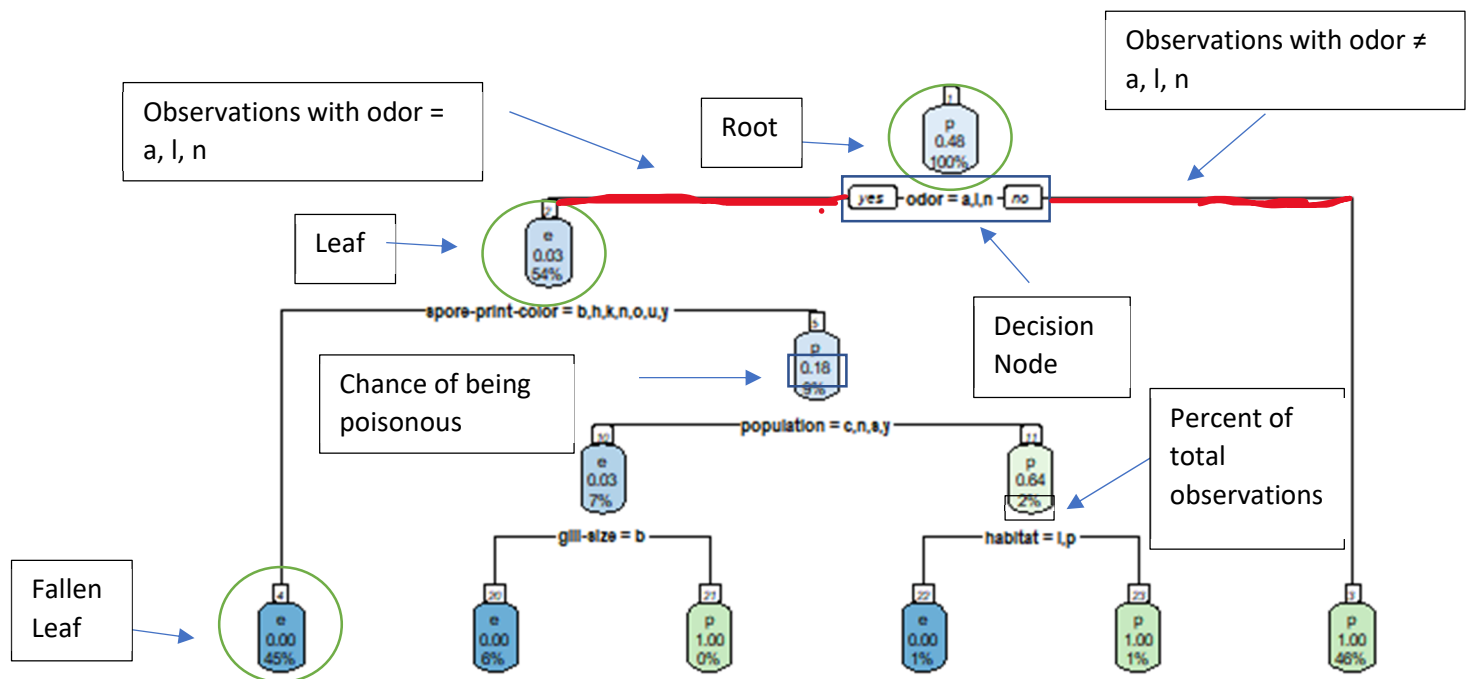 Observations with odor ≠
a, l, n
Observations with odor =
a, l, n
Root
1
p
0.48
100%
yes odor = a,l,n no
2
e
0.03
54%
Leaf
spore-print-color = b,h,k,n,o,u,y
5
p
0.18
9%
Decision
Node
Chance of being
poisonous
population = c,n,s,y
10
e
0.03
7%
11
p
0.64
2%
Percent of
total
observations
gill-size = b
habitat = l,p
Fallen
Leaf
4
e
0.00
45%
20
e
0.00
6%
21
p
1.00
0%
22
e
0.00
1%
23
p
1.00
1%
3
p
1.00
46%